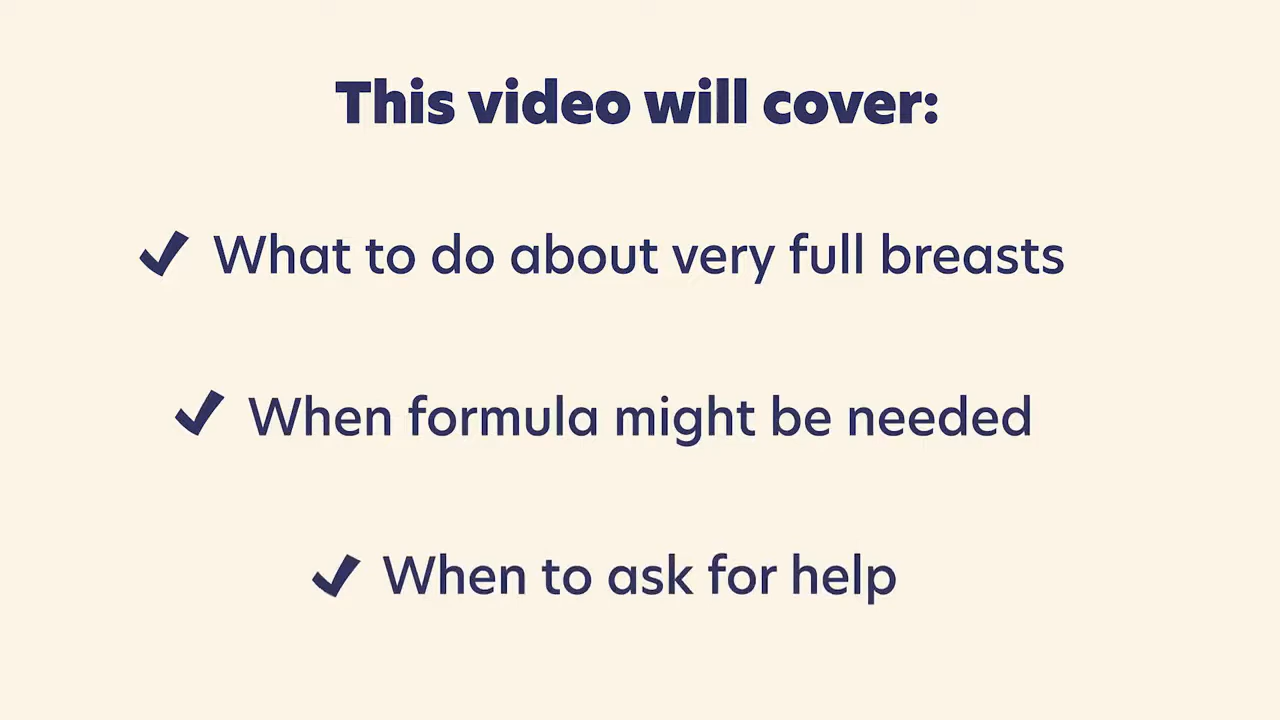 This video will cover:
What to do about very full breasts
When formula might be needed
When to ask for help